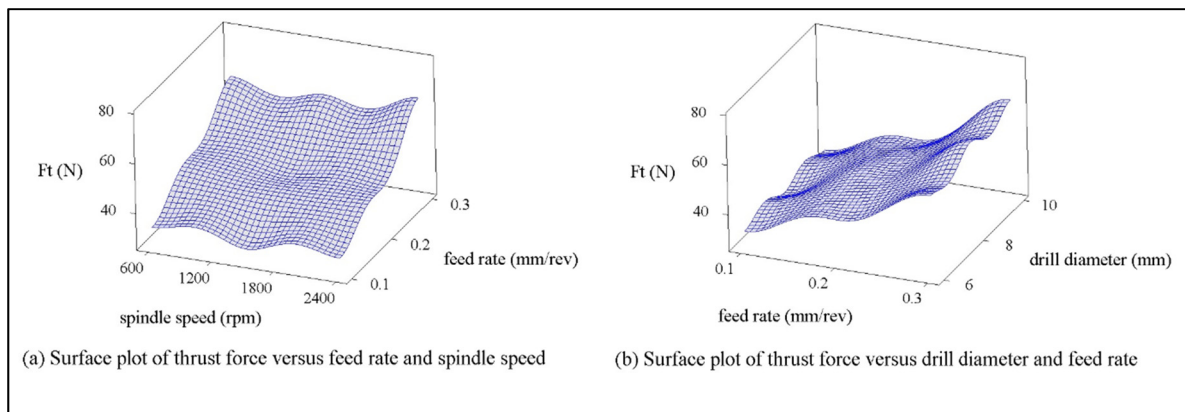 80
60
40
Ft (N)
600
1200
1800
2400
spindle speed (rpm)
0.1
0.2
0.3
feed rate (mm/rev)
(a) Surface plot of thrust force versus feed rate and spindle speed
80
60
40
Ft (N)
0.1
0.2
0.3
feed rate (mm/rev)
6
8
10
drill diameter (mm)
(b) Surface plot of thrust force versus drill diameter and feed rate